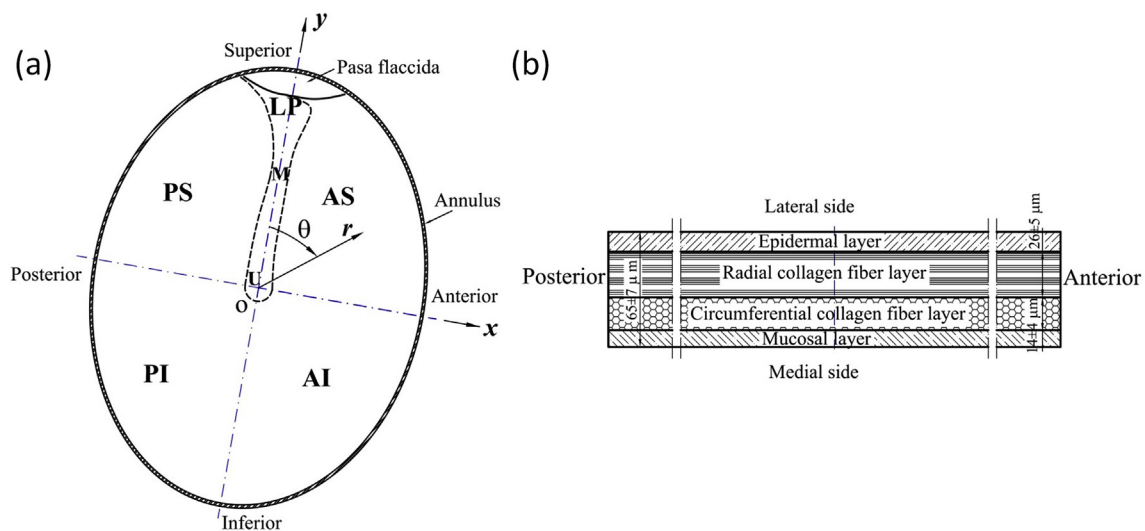 (a)
y
Superior
Pasa flaccida
LP
M
PS
AS
Annulus
θ
r
Posterior
U
O
Anterior
x
PI
AI
Inferior
(b)
Lateral side
26±5 μm
Epidermal layer
Posterior
65±7 μm
Radial collagen fiber layer
Anterior
Circumferential collagen fiber layer
14±4 μm
Mucosal layer
Medial side